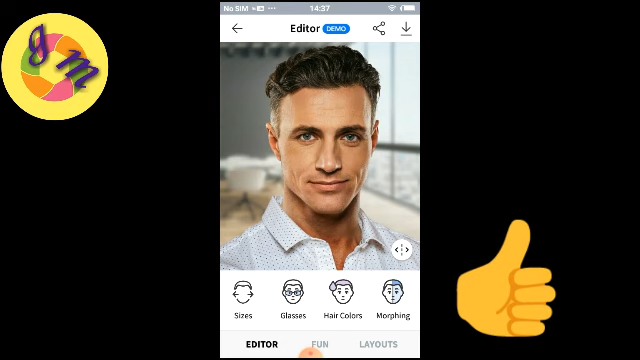 No SIM 14:37
Editor DEMO
Sizes Glasses Hair Colors Morphing
EDITOR FUN LAYOUTS
g m